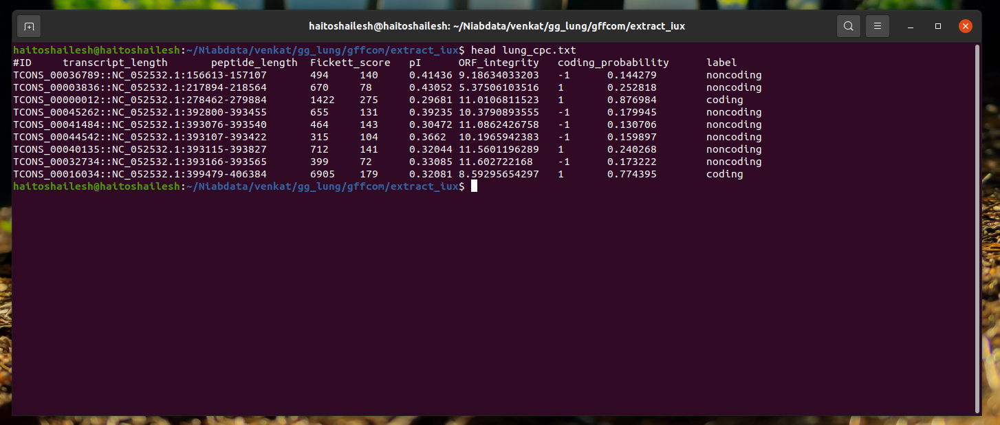 haitoshailesh@haitoshailesh: ~/Niabdata/venkat/gg_lung/gffcom/extract_iux
haitoshailesh@haitoshailesh:~/Niabdata/venkat/gg_lung/gffcom/extract_iux$ head lung_cpc.txt
#ID transcript_length peptide_length Fickett_score pI ORF_integrity coding_probability label
TCONS_00036789::NC_052532.1:156613-157107 494 140 0.41436 9.18634033203 -1 0.144279 noncoding
TCONS_00003836::NC_052532.1:217894-218564 670 78 0.43052 5.37506103516 1 0.252818 noncoding
TCONS_00000012::NC_052532.1:278462-279884 1422 275 0.29681 11.0106811523 1 0.876984 coding
TCONS_00045262::NC_052532.1:392800-393455 655 131 0.39235 10.3790893555 -1 0.179945 noncoding
TCONS_00041484::NC_052532.1:393076-393540 464 143 0.30472 11.0862426758 -1 0.130706 noncoding
TCONS_00044542::NC_052532.1:393107-393422 315 104 0.3662 10.1965942383 -1 0.159897 noncoding
TCONS_00040135::NC_052532.1:393115-393827 712 141 0.32044 11.5601196289 1 0.240268 noncoding
TCONS_00032734::NC_052532.1:393166-393565 399 72 0.33085 11.602722168 -1 0.173222 noncoding
TCONS_00016034::NC_052532.1:399479-406384 6905 179 0.32081 8.59295654297 1 0.774395 coding
haitoshailesh@haitoshailesh:~/Niabdata/venkat/gg_lung/gffcom/extract_iux$